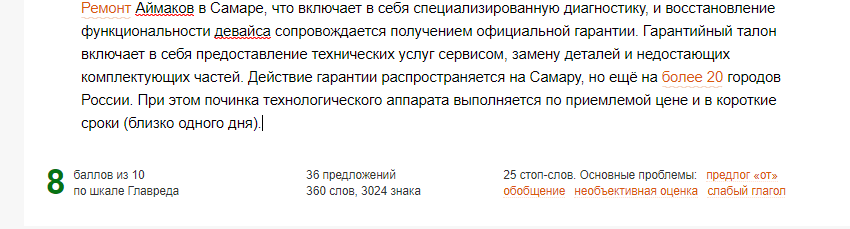 Ремонт Аймаков в Самаре, что включает в себя специализированную диагностику, и восстановление
функциональности девайса сопровождается получением официальной гарантии. Гарантийный талон
включает в себя предоставление технических услуг сервисом, замену деталей и недостающих
комплектующих частей. Действие гарантии распространяется на Самару, но ещё на более 20 городов
России. При этом починка технологического аппарата выполняется по приемлемой цене и в короткие
сроки (близко одного дня).
8 баллов из 10
по шкале Главреда
36 предложений
360 слов, 3024 знака
25 стоп-слов. Основные проблемы: предлог «от»
обобщение необъективная оценка слабый глагол